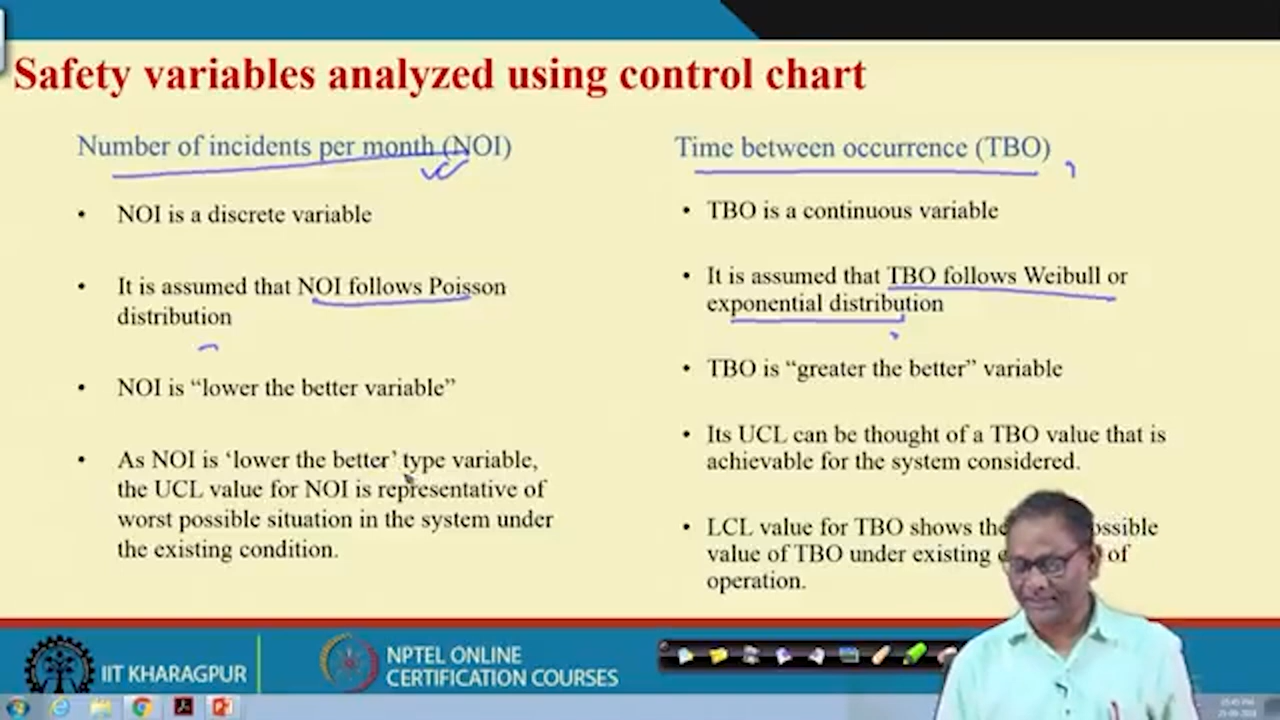 Safety variables analyzed using control chart
Number of incidents per month (NOI)
• NOI is a discrete variable
• It is assumed that NOI follows Poisson
distribution
• NOI is “lower the better variable”
• As NOI is ‘lower the better’ type variable,
the UCL value for NOI is representative of
worst possible situation in the system under
the existing condition.
Time between occurrence (TBO)
• TBO is a continuous variable
• It is assumed that TBO follows Weibull or
exponential distribution
• TBO is “greater the better” variable
• Its UCL can be thought of a TBO value that is
achievable for the system considered.
• LCL value for TBO shows the
value of TBO under existing of
operation.
IIT KHARAGPUR
NPTEL ONLINE
CERTIFICATION COURSES